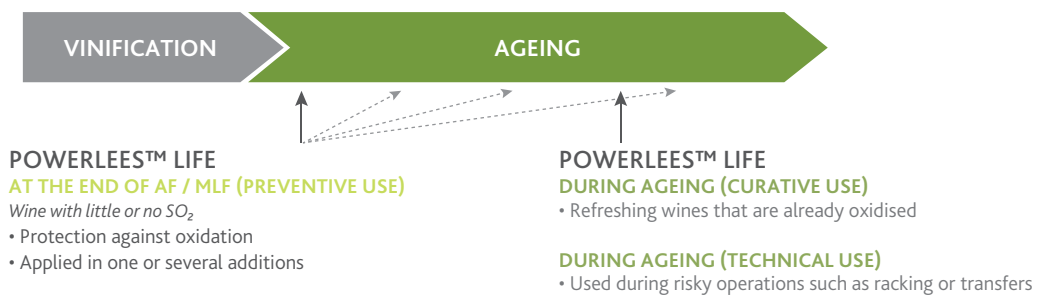 VINIFICATION
AGEING
POWERLEES™ LIFE
AT THE END OF AF / MLF (PREVENTIVE USE)
Wine with little or no SO₂
• Protection against oxidation
• Applied in one or several additions
POWERLEES™ LIFE
DURING AGEING (CURATIVE USE)
• Refreshing wines that are already oxidised
DURING AGEING (TECHNICAL USE)
• Used during risky operations such as racking or transfers